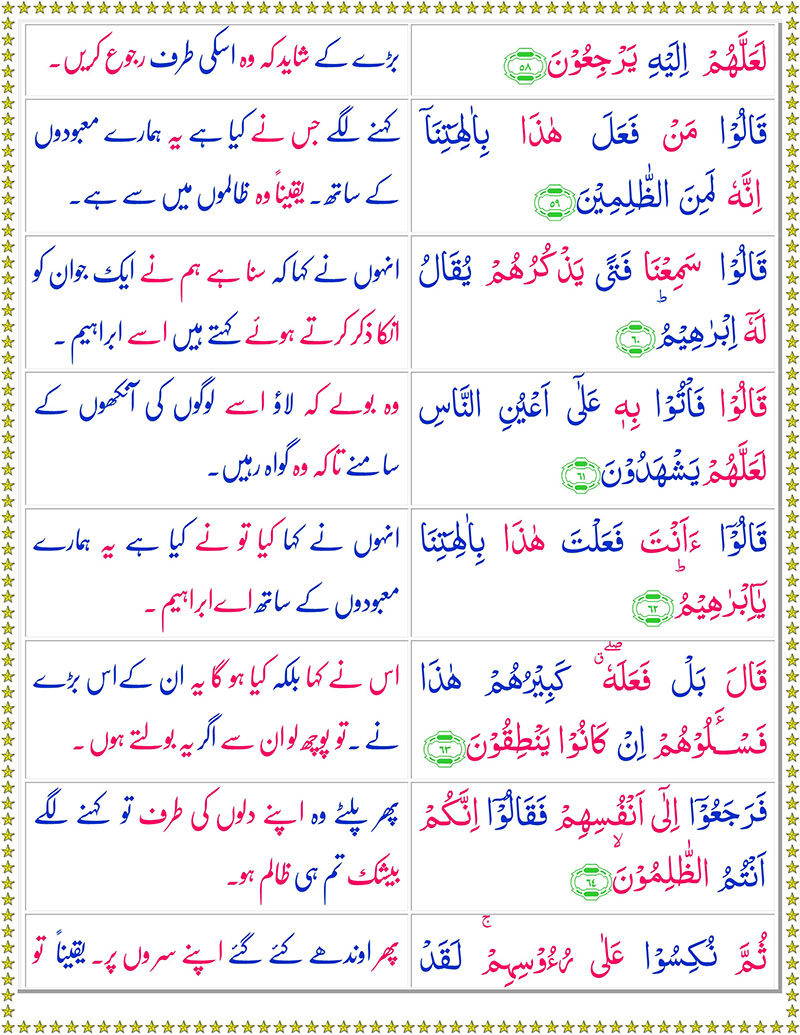 لَعَلَّهُمْ اِلَيْهِ يَرْجِعُوْنَ ﴿٥٨﴾
بڑے کے شاید کہ وہ اسکی طرف رجوع کریں۔
قَالُوْا مَنْ فَعَلَ هٰذَا بِاٰلِهَتِنَاۤ
اِنَّهٗ لَمِنَ الظّٰلِمِيْنَ ﴿٥٩﴾
کہنے لگے جس نے کیا ہے یہ ہمارے معبودوں
کے ساتھ۔ یقیناً وہ ظالموں میں سے ہے۔
قَالُوْا سَمِعْنَا فَتًى يَّذْكُرُهُمْ يُقَالُ
لَهٗۤ اِبْرٰهِيْمُؕ ﴿٦٠﴾
انہوں نے کہا کہ سنا ہے ہم نے ایک جوان کو
انکا ذکر کرتے ہوئے کہتے ہیں اسے ابراہیم ۔
قَالُوْا فَاْتُوْا بِهٖ عَلٰٓى اَعْيُنِ النَّاسِ
لَعَلَّهُمْ يَشْهَدُوْنَ ﴿٦١﴾
وہ بولے کہ لاؤ اسے لوگوں کی آنکھوں کے
سامنے تاکہ وہ گواہ رہیں۔
قَالُوْۤا ءَاَنْتَ فَعَلْتَ هٰذَا بِاٰلِهَتِنَا
يٰۤاِبْرٰهِيْمُؕ ﴿٦٢﴾
انہوں نے کہا کیا تو نے کیا ہے یہ ہمارے
معبودوں کے ساتھ اے ابراہیم ۔
قَالَ بَلْ فَعَلَهٗ ۖۗ كَبِيْرُهُمْ هٰذَا
فَسْـَٔلُوْهُمْ اِنْ كَانُوْا يَنْطِقُوْنَ ﴿٦٣﴾
اس نے کہا بلکہ کیا ہو گا یہ ان کے اس بڑے
نے ۔ تو پوچھ لو ان سے اگر یہ بولتے ہوں ۔
فَرَجَعُوْۤا اِلٰٓى اَنْفُسِهِمْ فَقَالُوْۤا اِنَّكُمْ
اَنْتُمُ الظّٰلِمُوْنَۙ ﴿٦٤﴾
پھر پلٹے وہ اپنے دلوں کی طرف تو کہنے لگے
بیشک تم ہی ظالم ہو۔
ثُمَّ نُكِسُوْا عَلٰى رُءُوْسِهِمْۚ لَقَدْ
پھر اوندھے کئے گئے اپنے سروں پر۔ یقیناً تو